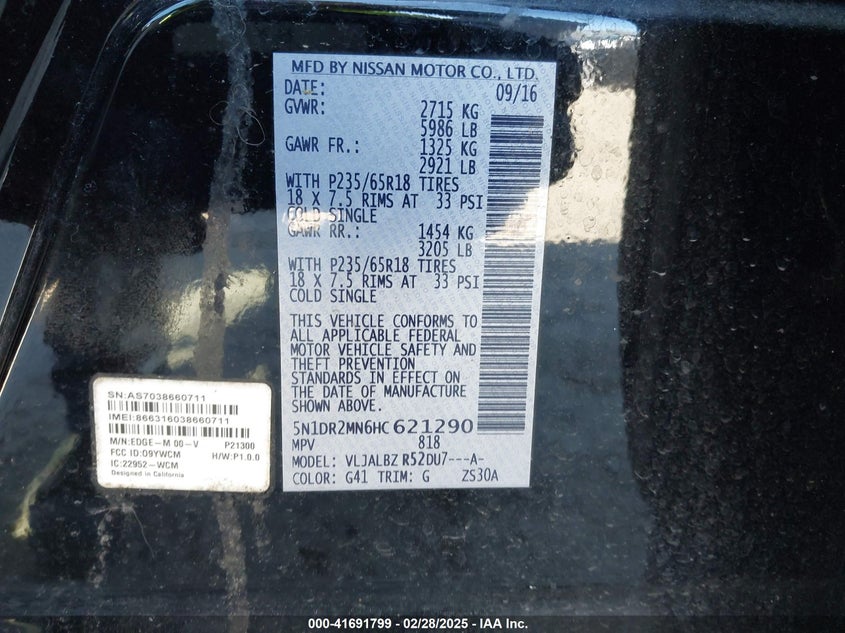 MFD BY NISSAN MOTOR CO., LTD.
DATE: 09/16
GVWR: 2715 KG
5986 LB
GAWR FR.: 1325 KG
2921 LB
WITH P235/65R18 TIRES
18 X 7.5 RIMS AT 33 PSI
COLD SINGLE
GAWR RR.: 1454 KG
3205 LB
WITH P235/65R18 TIRES
18 X 7.5 RIMS AT 33 PSI
COLD SINGLE
THIS VEHICLE CONFORMS TO
ALL APPLICABLE FEDERAL
MOTOR VEHICLE SAFETY AND
THEFT PREVENTION
STANDARDS IN EFFECT ON
THE DATE OF MANUFACTURE
SHOWN ABOVE.
5N1DR2MN6HC 621290
MPV 818
MODEL: VLJALBZ R52DU7---A-
COLOR: G41 TRIM: G ZS30A
SN:AS7038660711
IMEI:866316038660711
M/N:EDGE-M 00-V P21300
FCC ID:O9YWCM H/W:P1.0.0
IC:22952-WCM
Designed in California
000-41691799 - 02/28/2025 - IAA Inc.